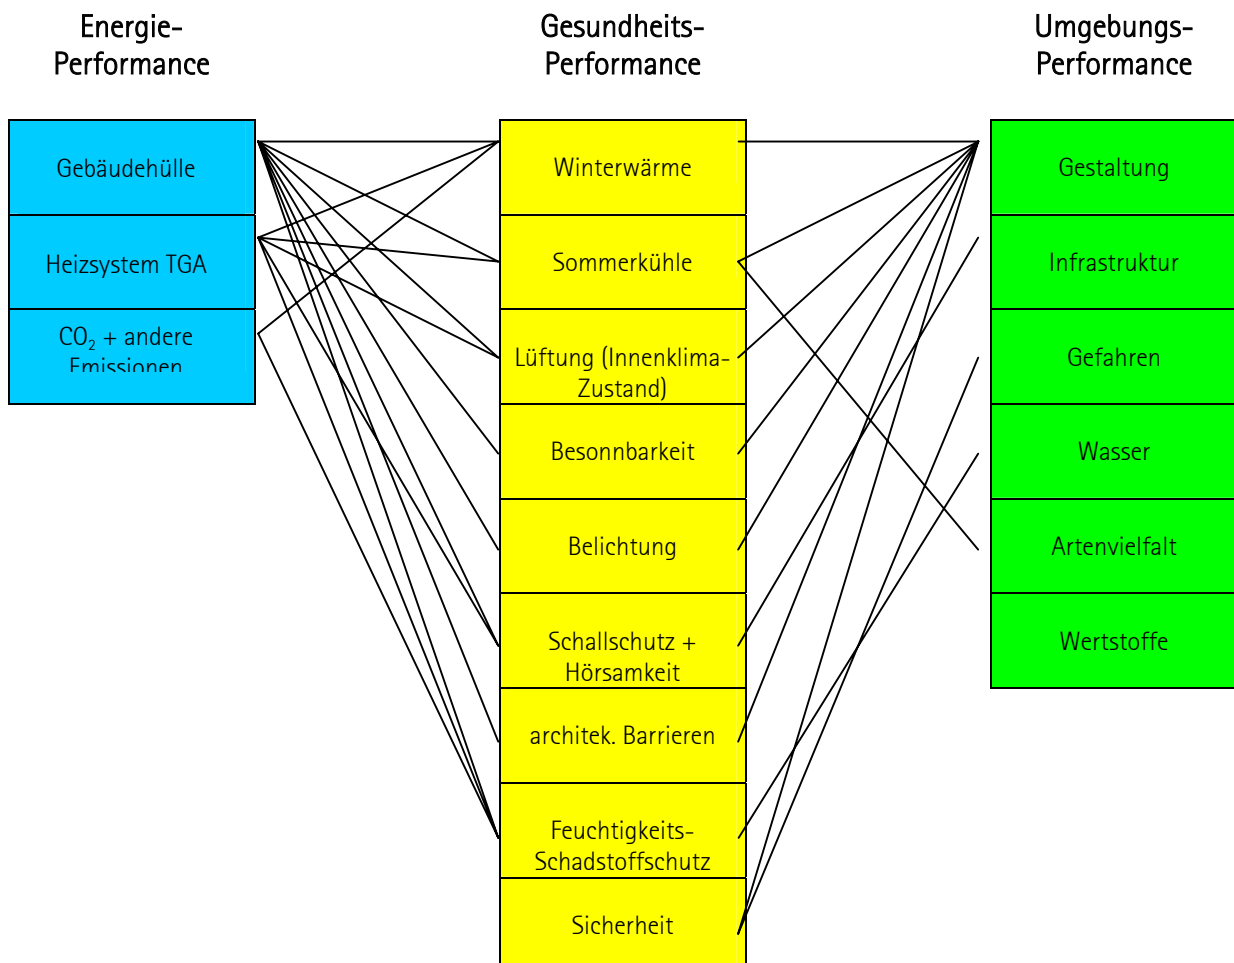 Energie-
Performance
Gesundheits-
Performance
Umgebungs-
Performance
Gebäudehülle
Heizsystem TGA
CO₂ + andere
Emissionen
Winterwärme
Sommerkühle
Lüftung (Innenklima-
Zustand)
Besonnbarkeit
Belichtung
Schallschutz +
Hörsamkeit
architek. Barrieren
Feuchtigkeits-
Schadstoffschutz
Sicherheit
Gestaltung
Infrastruktur
Gefahren
Wasser
Artenvielfalt
Wertstoffe